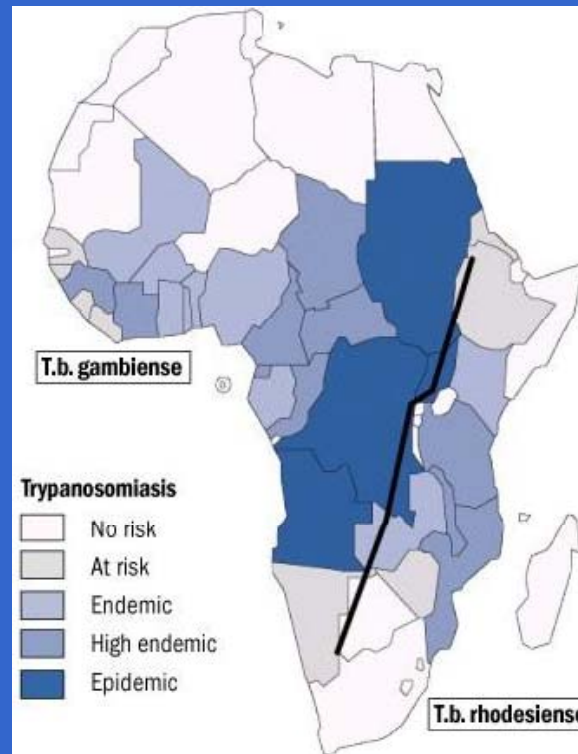 T.b. gambiense
Trypanosomiasis
No risk
At risk
Endemic
High endemic
Epidemic
T.b. rhodesiense